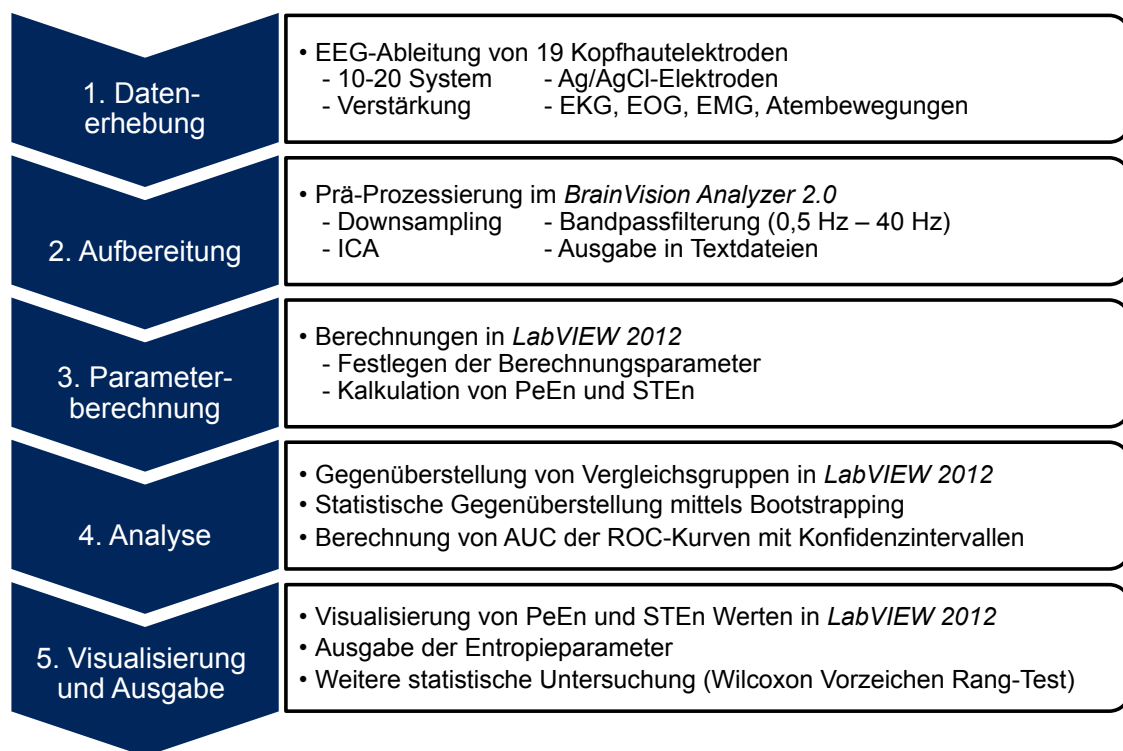 1. Daten-
erhebung
• EEG-Ableitung von 19 Kopfhautelektroden
- 10-20 System - Ag/AgCl-Elektroden
- Verstärkung - EKG, EOG, EMG, Atembewegungen
2. Aufbereitung
• Prä-Prozessierung im BrainVision Analyzer 2.0
- Downsampling - Bandpassfilterung (0,5 Hz – 40 Hz)
- ICA - Ausgabe in Textdateien
3. Parameter-
berechnung
• Berechnungen in LabVIEW 2012
- Festlegen der Berechnungsparameter
- Kalkulation von PeEn und STEn
4. Analyse
• Gegenüberstellung von Vergleichsgruppen in LabVIEW 2012
• Statistische Gegenüberstellung mittels Bootstrapping
• Berechnung von AUC der ROC-Kurven mit Konfidenzintervallen
5. Visualisierung
und Ausgabe
• Visualisierung von PeEn und STEn Werten in LabVIEW 2012
• Ausgabe der Entropieparameter
• Weitere statistische Untersuchung (Wilcoxon Vorzeichen Rang-Test)